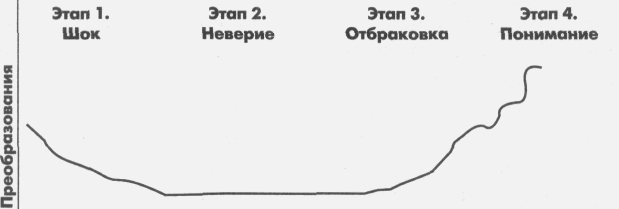 Этап 1.
Шок
Этап 2.
Неверие
Этап 3.
Отбраковка
Этап 4.
Понимание
Преобразования